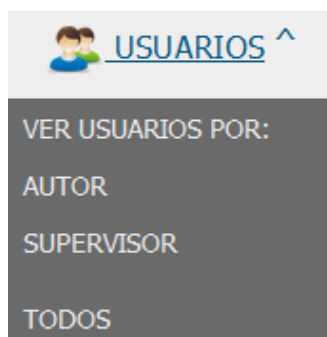 USUARIOS ^
VER USUARIOS POR:
AUTOR
SUPERVISOR
TODOS